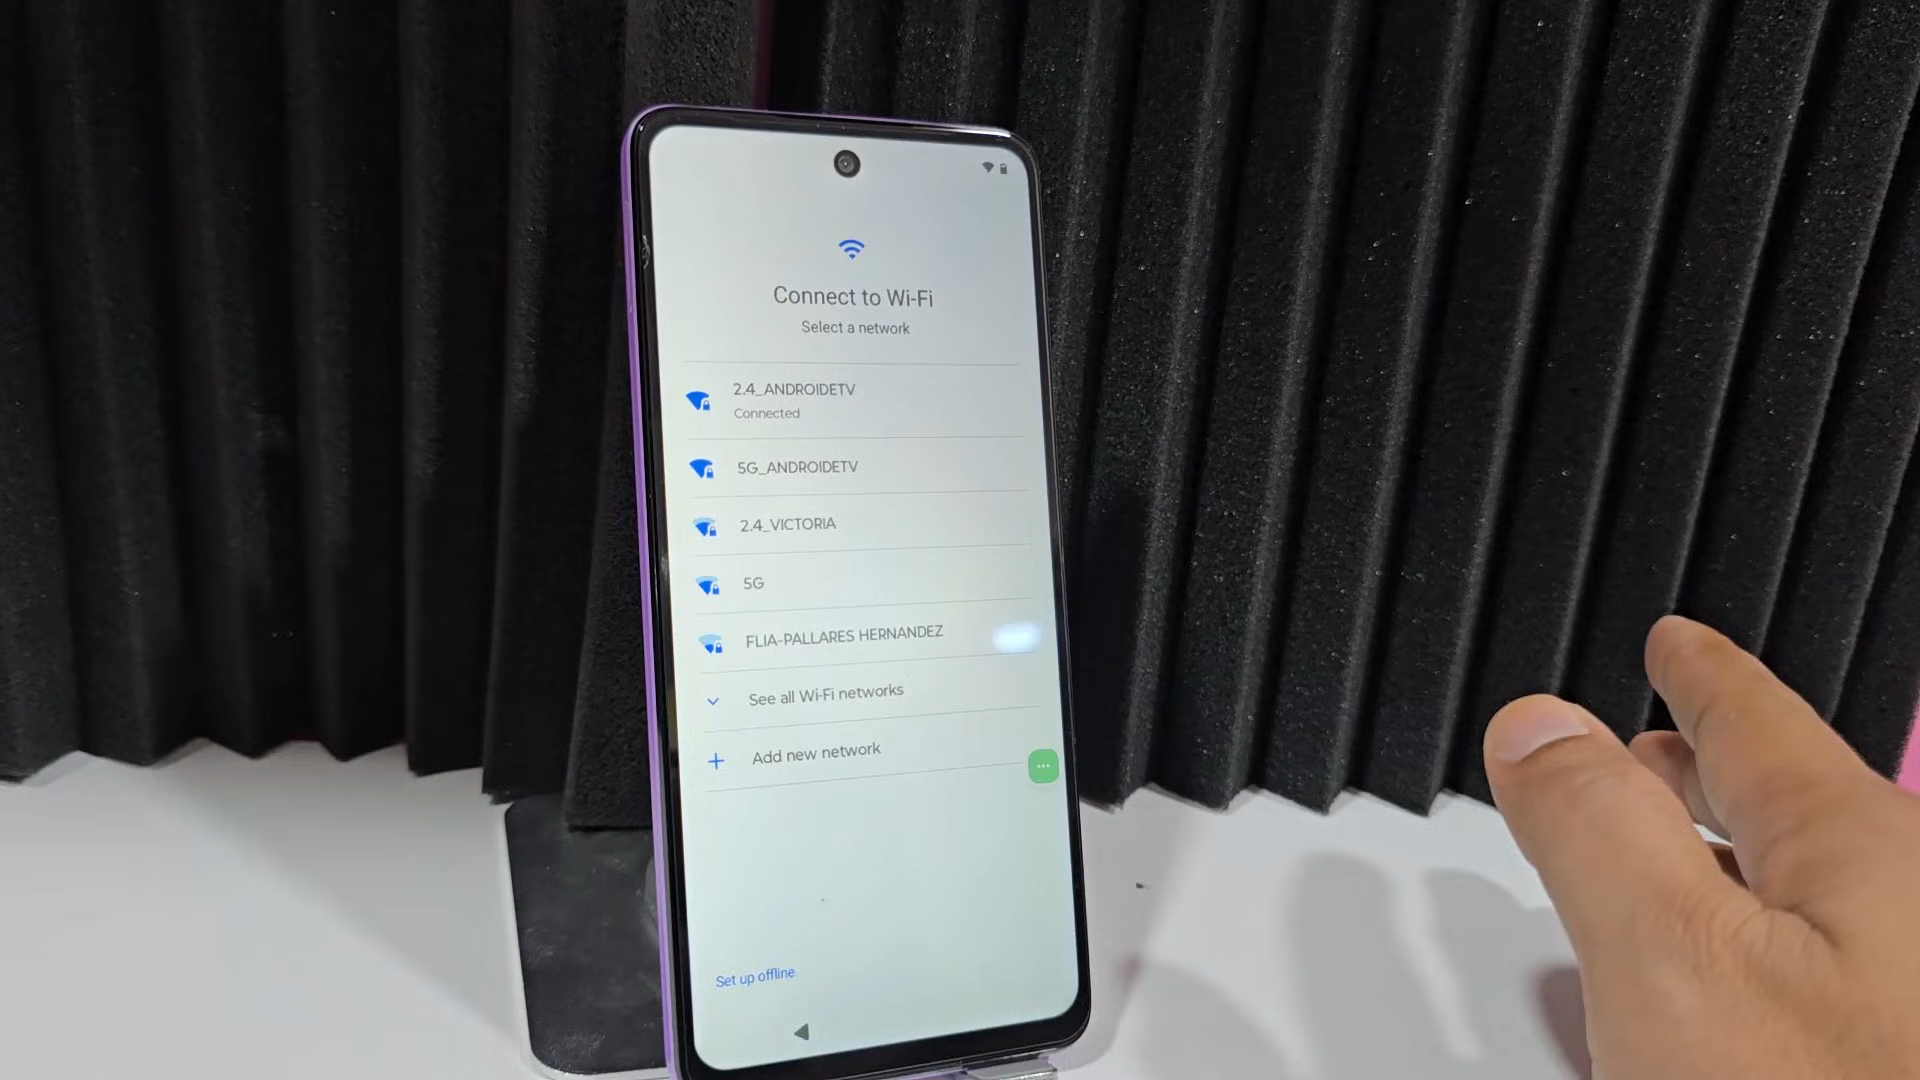 Connect to Wi-Fi
Select a network
2.4_ANDROIDETV
Connected
5G_ANDROIDETV
2.4_VICTORIA
5G
FLIA-PALLARES HERNANDEZ
See all Wi-Fi networks
Add new network
Set up offline